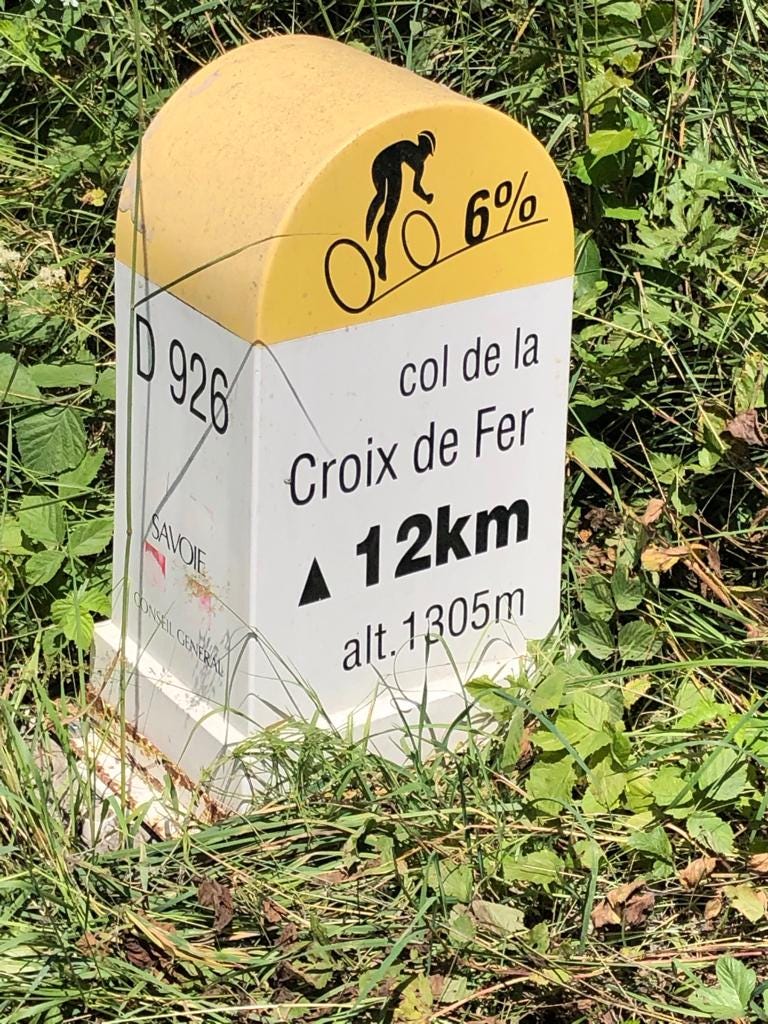 6%
col de la
Croix de Fer
▲ 12km
alt.1305m
D 926
SAVOIE
CONSEIL GENERAL